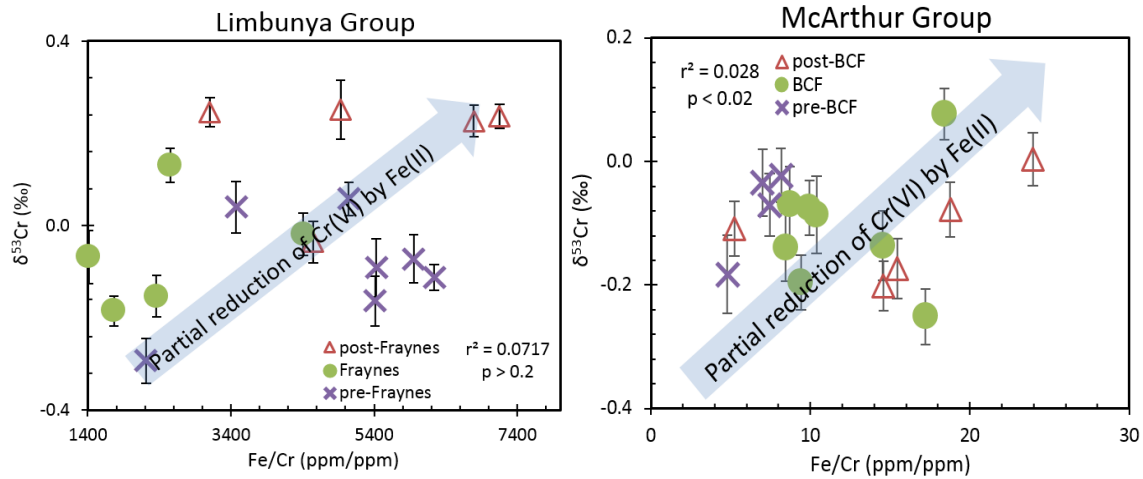 Limbunya Group
0.4
0.0
-0.4
δ⁵³Cr (‰)
1400
3400
5400
7400
Fe/Cr (ppm/ppm)
Partial reduction of Cr(VI) by Fe(II)
post-Fraynes
Fraynes
pre-Fraynes
r² = 0.0717
p > 0.2
McArthur Group
0.2
0.0
-0.2
-0.4
δ⁵³Cr (‰)
0
10
20
30
Fe/Cr (ppm/ppm)
r² = 0.028
p < 0.02
post-BCF
BCF
pre-BCF
Partial reduction of Cr(VI) by Fe(II)